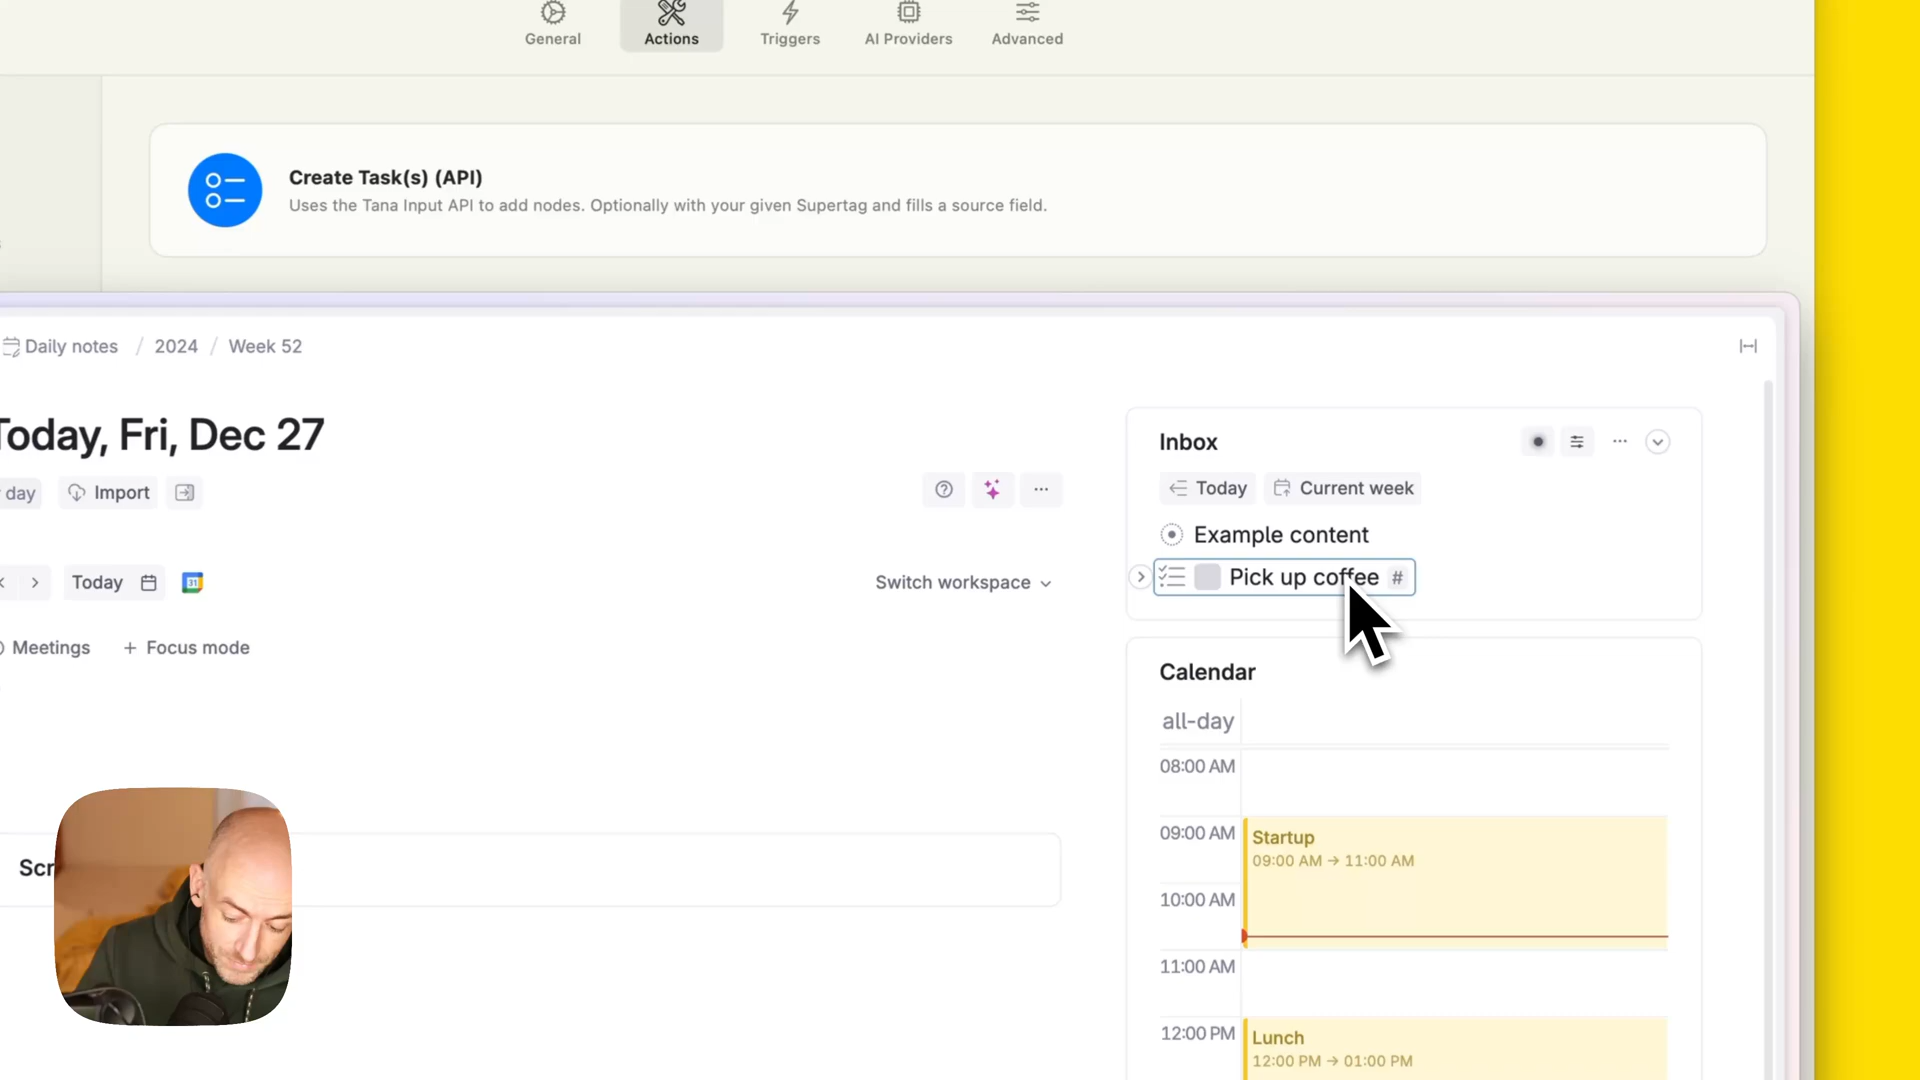 General
Actions
Triggers
AI Providers
Advanced
Create Task(s) (API)
Uses the Tana Input API to add nodes. Optionally with your given Supertag and fills a source field.
Daily notes / 2024 / Week 52
Today, Fri, Dec 27
day
Import
Today
31
Switch workspace
Meetings
+ Focus mode
Scr
Inbox
Today
Current week
Example content
Pick up coffee #
Calendar
all-day
08:00 AM
09:00 AM
Startup
09:00 AM → 11:00 AM
10:00 AM
11:00 AM
12:00 PM
Lunch
12:00 PM → 01:00 PM